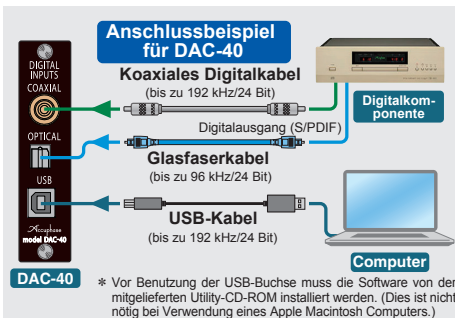 Anschlussbeispiel
für DAC-40
DIGITAL
INPUTS
COAXIAL
Koaxiales Digitalkabel
(bis zu 192 kHz/24 Bit)
Digitalkom-
ponente
OPTICAL
Digitalausgang (S/PDIF)
Glasfaserkabel
(bis zu 96 kHz/24 Bit)
USB
USB-Kabel
(bis zu 192 kHz/24 Bit)
Accuphase
model DAC-40
DAC-40
Computer
* Vor Benutzung der USB-Buchse muss die Software von der
mitgelieferten Utility-CD-ROM installiert werden. (Dies ist nicht
nötig bei Verwendung eines Apple Macintosh Computers.)